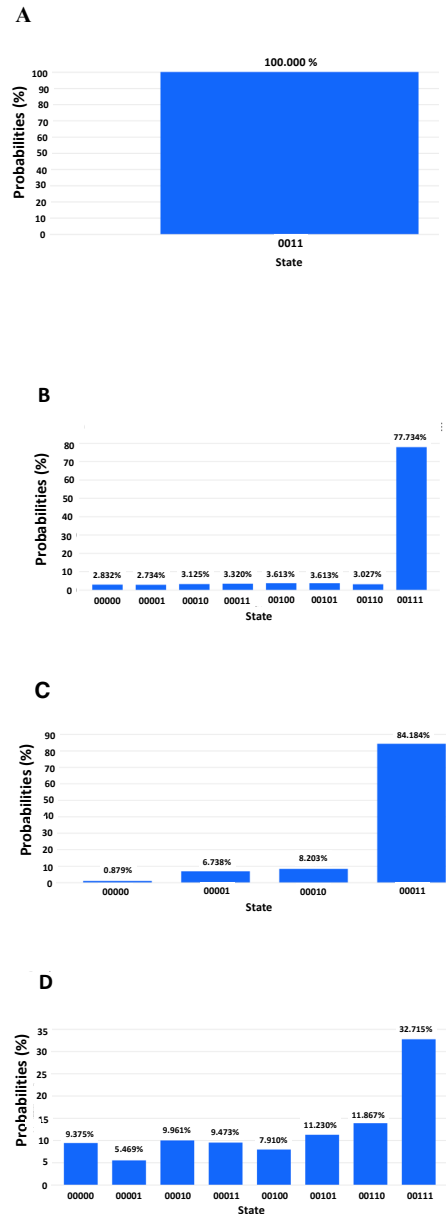 A
100.000 %
100
90
80
70
60
50
40
30
20
10
0
Probabilities (%)
0011
State
B
77.734%
80
70
60
50
40
30
20
10
0
Probabilities (%)
2.832% 2.734% 3.125% 3.320% 3.613% 3.613% 3.027%
00000 00001 00010 00011 00100 00101 00110 00111
State
C
90
80
70
60
50
40
30
20
10
0
Probabilities (%)
84.184%
0.879% 6.738% 8.203%
00000 00001 00010 00011
State
D
35
30
25
20
15
10
5
0
Probabilities (%)
32.715%
9.375% 5.469% 9.961% 9.473% 7.910% 11.230% 11.867%
00000 00001 00010 00011 00100 00101 00110 00111
State